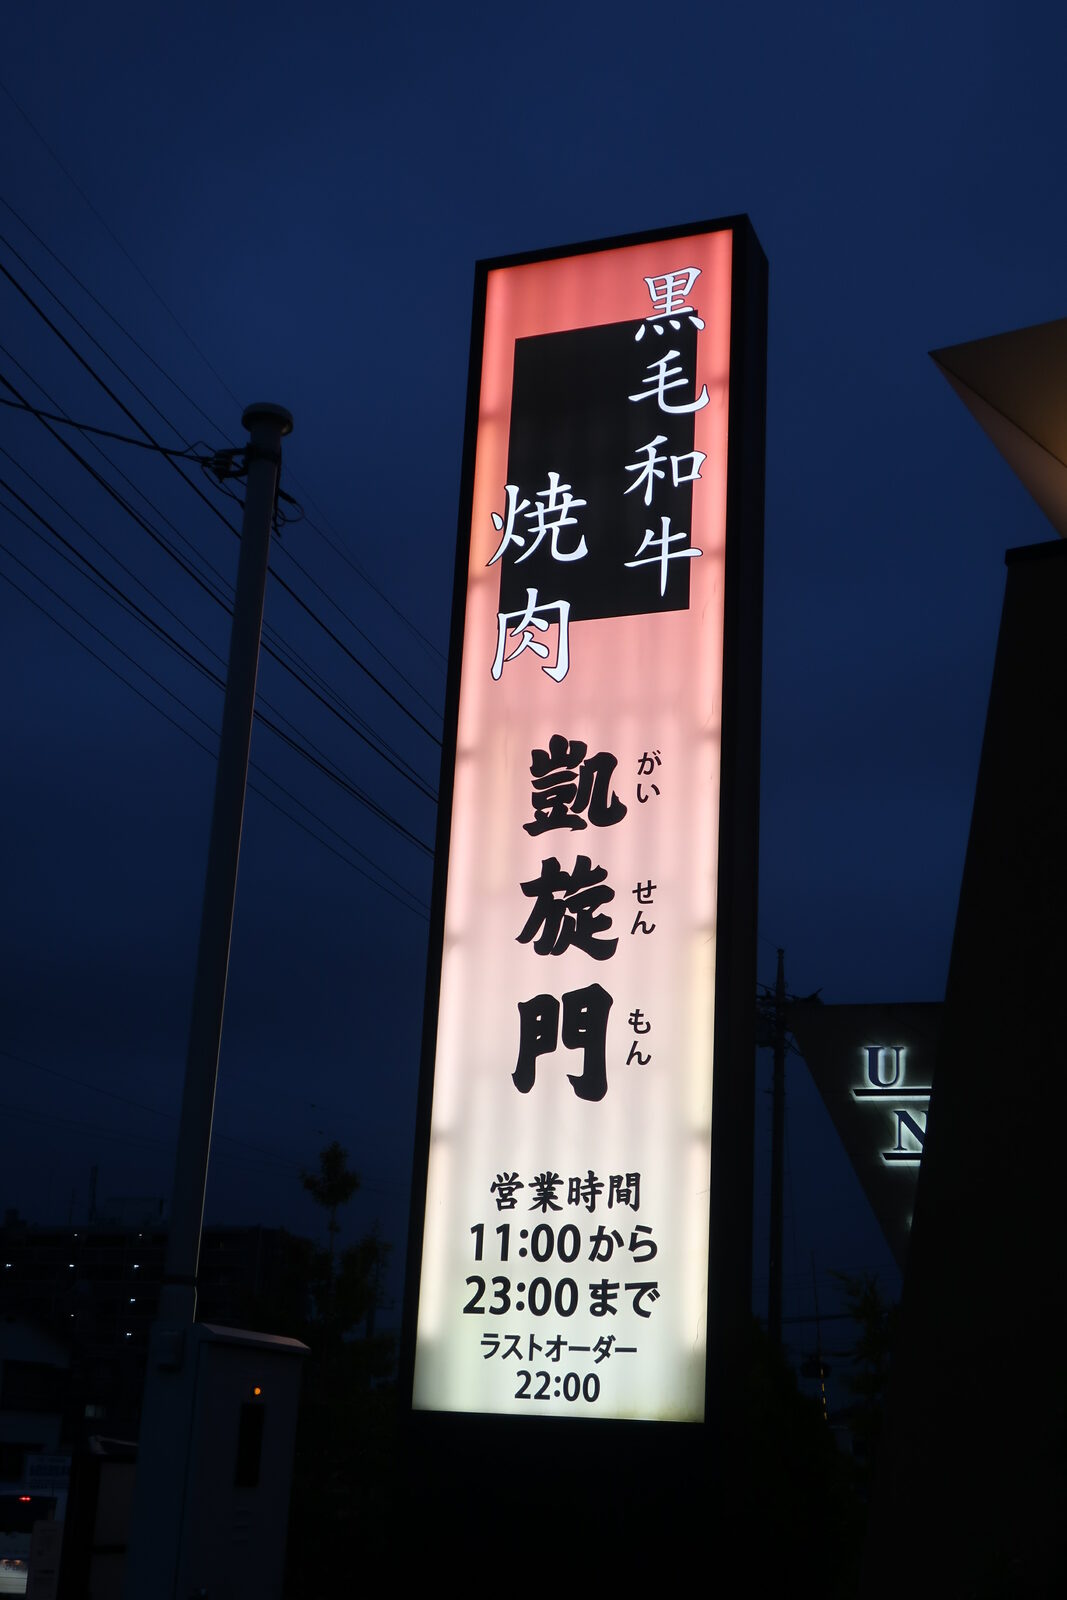 黒毛和牛
焼肉
凱旋門
がいせんもん
営業時間
11:00から
23:00まで
ラストオーダー
22:00
U
N